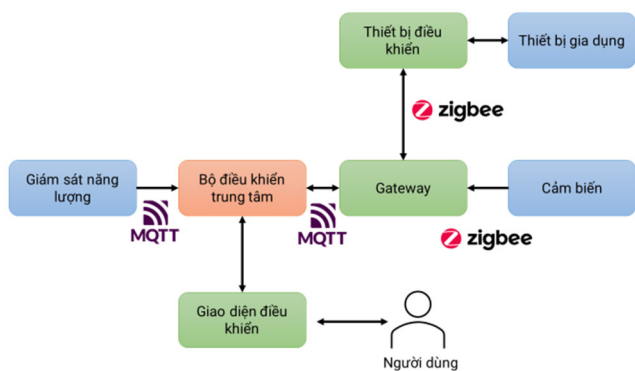 Thiết bị điều
khiển
Thiết bị gia dụng
zigbee
Giám sát năng
lượng
Bộ điều khiển
trung tâm
Gateway
Cảm biến
MQTT
MQTT
zigbee
Giao diện điều
khiển
Người dùng